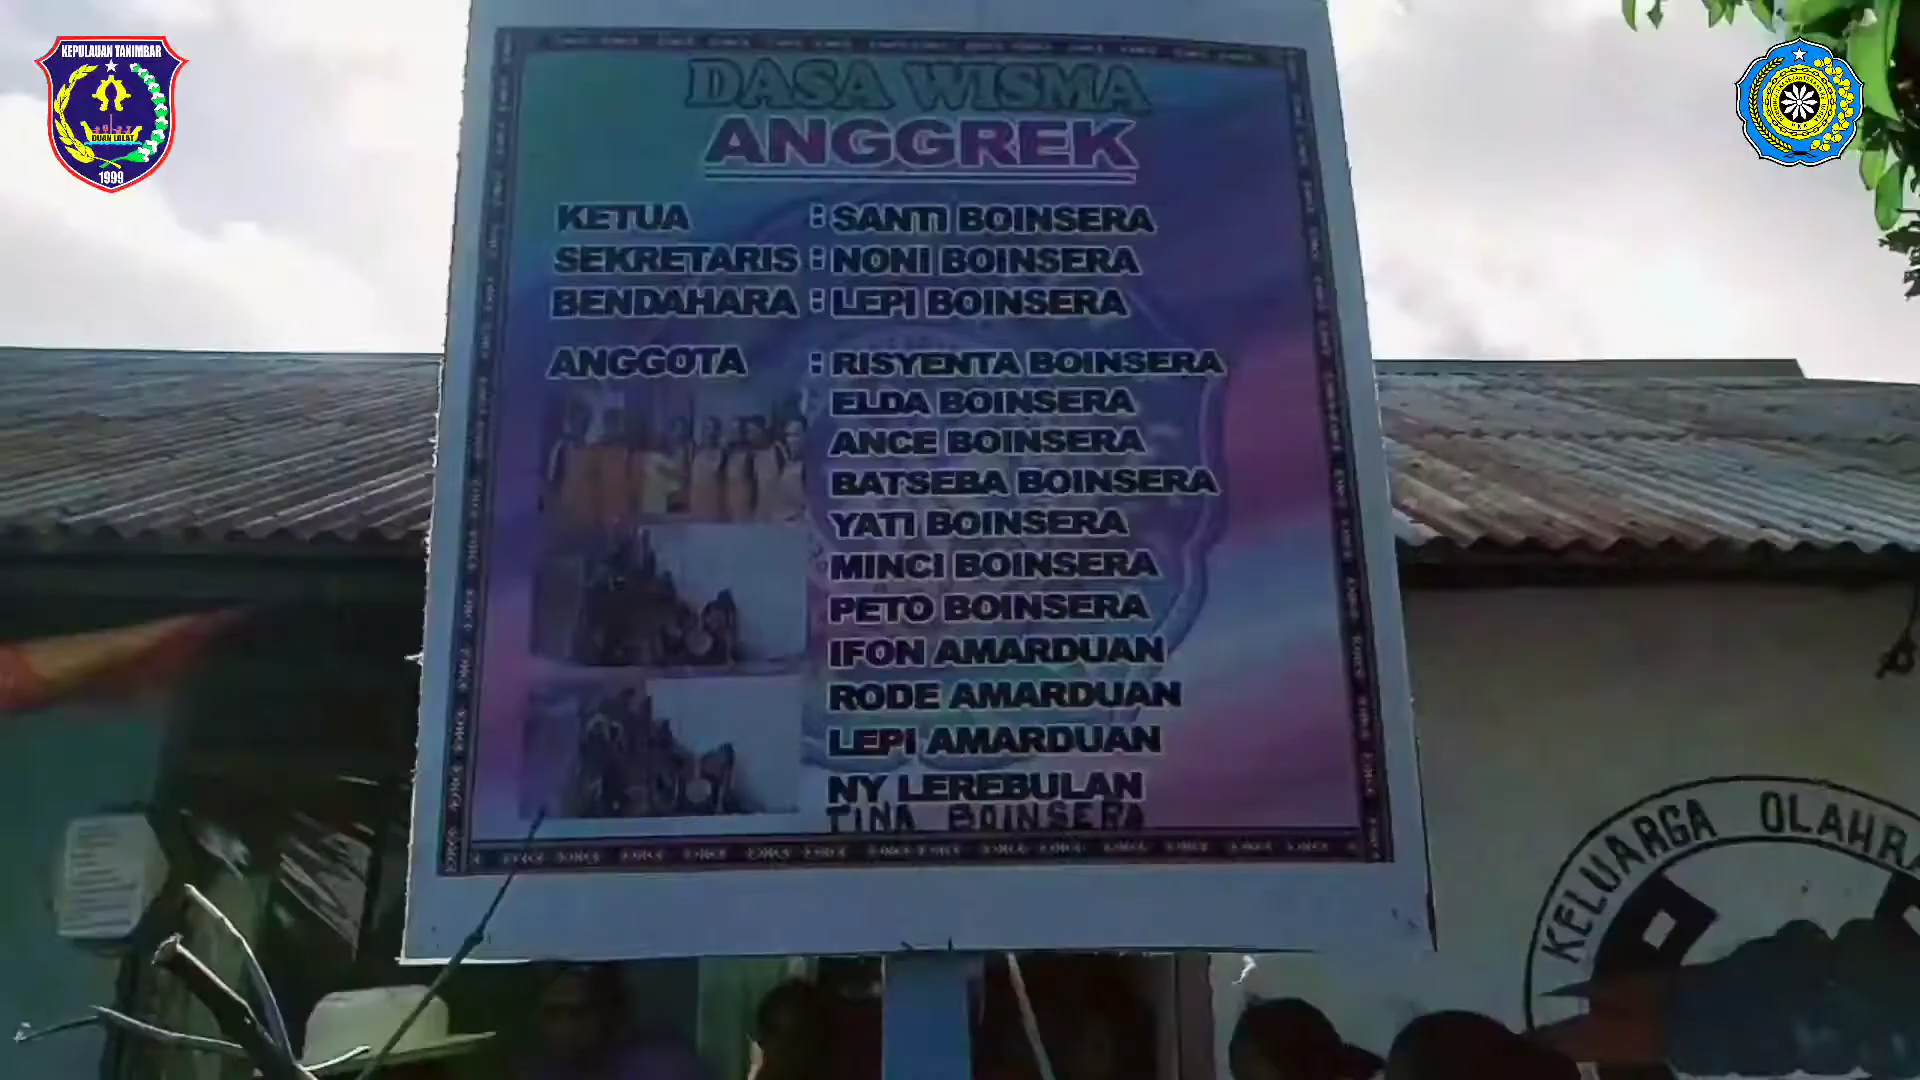 KEPULAUAN TANIMBAR
DUAN LOLAT
1999
DASA WISMA
ANGGREK
KETUA : SANTI BOINSERA
SEKRETARIS : NONI BOINSERA
BENDAHARA : LEPI BOINSERA
ANGGOTA : RISYENTA BOINSERA
ELDA BOINSERA
ANCE BOINSERA
BATSEBA BOINSERA
YATI BOINSERA
MINCI BOINSERA
PETO BOINSERA
IFON AMARDUAN
RODE AMARDUAN
LEPI AMARDUAN
NY LEREBULAN
TINA BOINSERA
KELUARGA OLAHRA